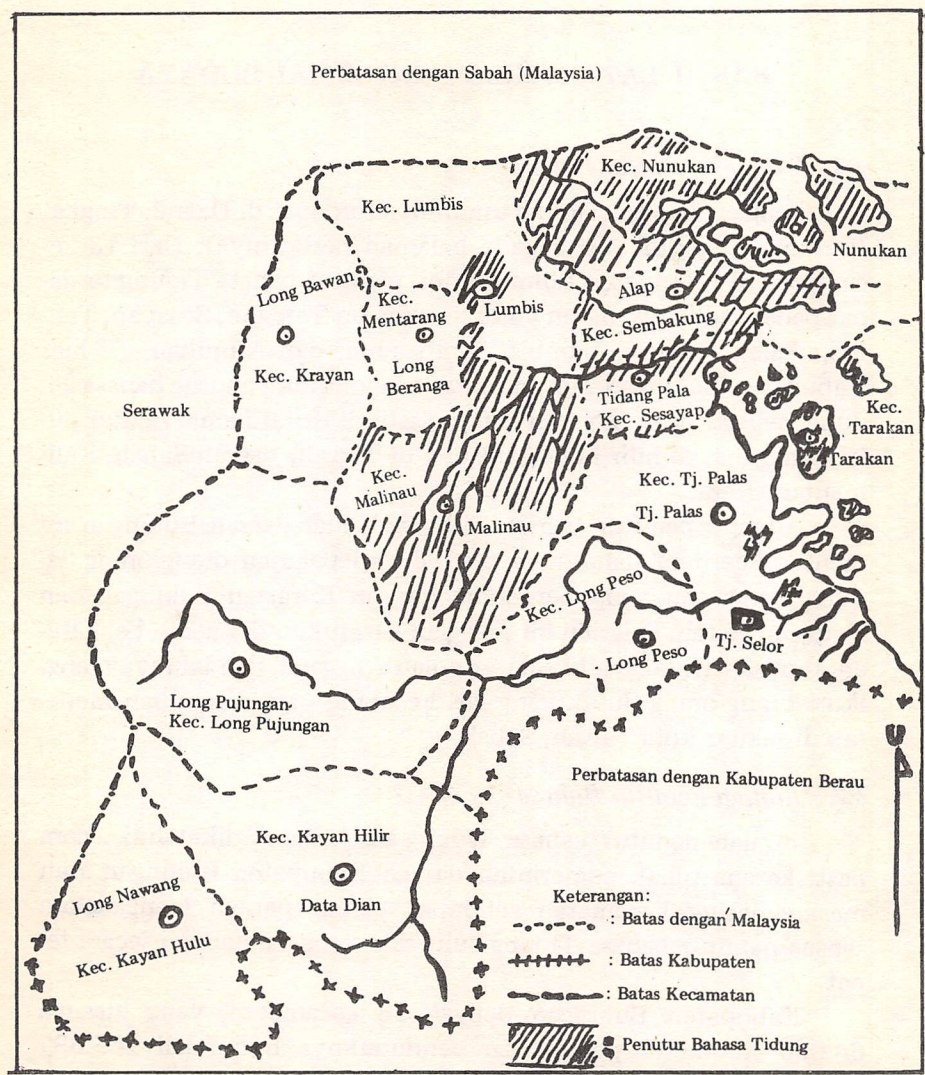 Perbatasan dengan Sabah (Malaysia)
Kec. Nunukan
Kec. Lumbis
Nunukan
Long Bawan
Kec.
Mentarang
Lumbis
Alap
Kec. Sembakung
Kec. Krayan
Long
Beranga
Tidang Pala
Kec. Sesayap
Serawak
Kec.
Tarakan
Tarakan
Kec.
Malinau
Kec. Tj. Palas
Tj. Palas
Malinau
Kec. Long Peso
Long Peso
Tj. Selor
Long Pujungan
Kec. Long Pujungan
Perbatasan dengan Kabupaten Berau
Kec. Kayan Hilir
Data Dian
Long Nawang
Kec. Kayan Hulu
Keterangan:
: Batas dengan Malaysia
: Batas Kabupaten
: Batas Kecamatan
: Penutur Bahasa Tidung